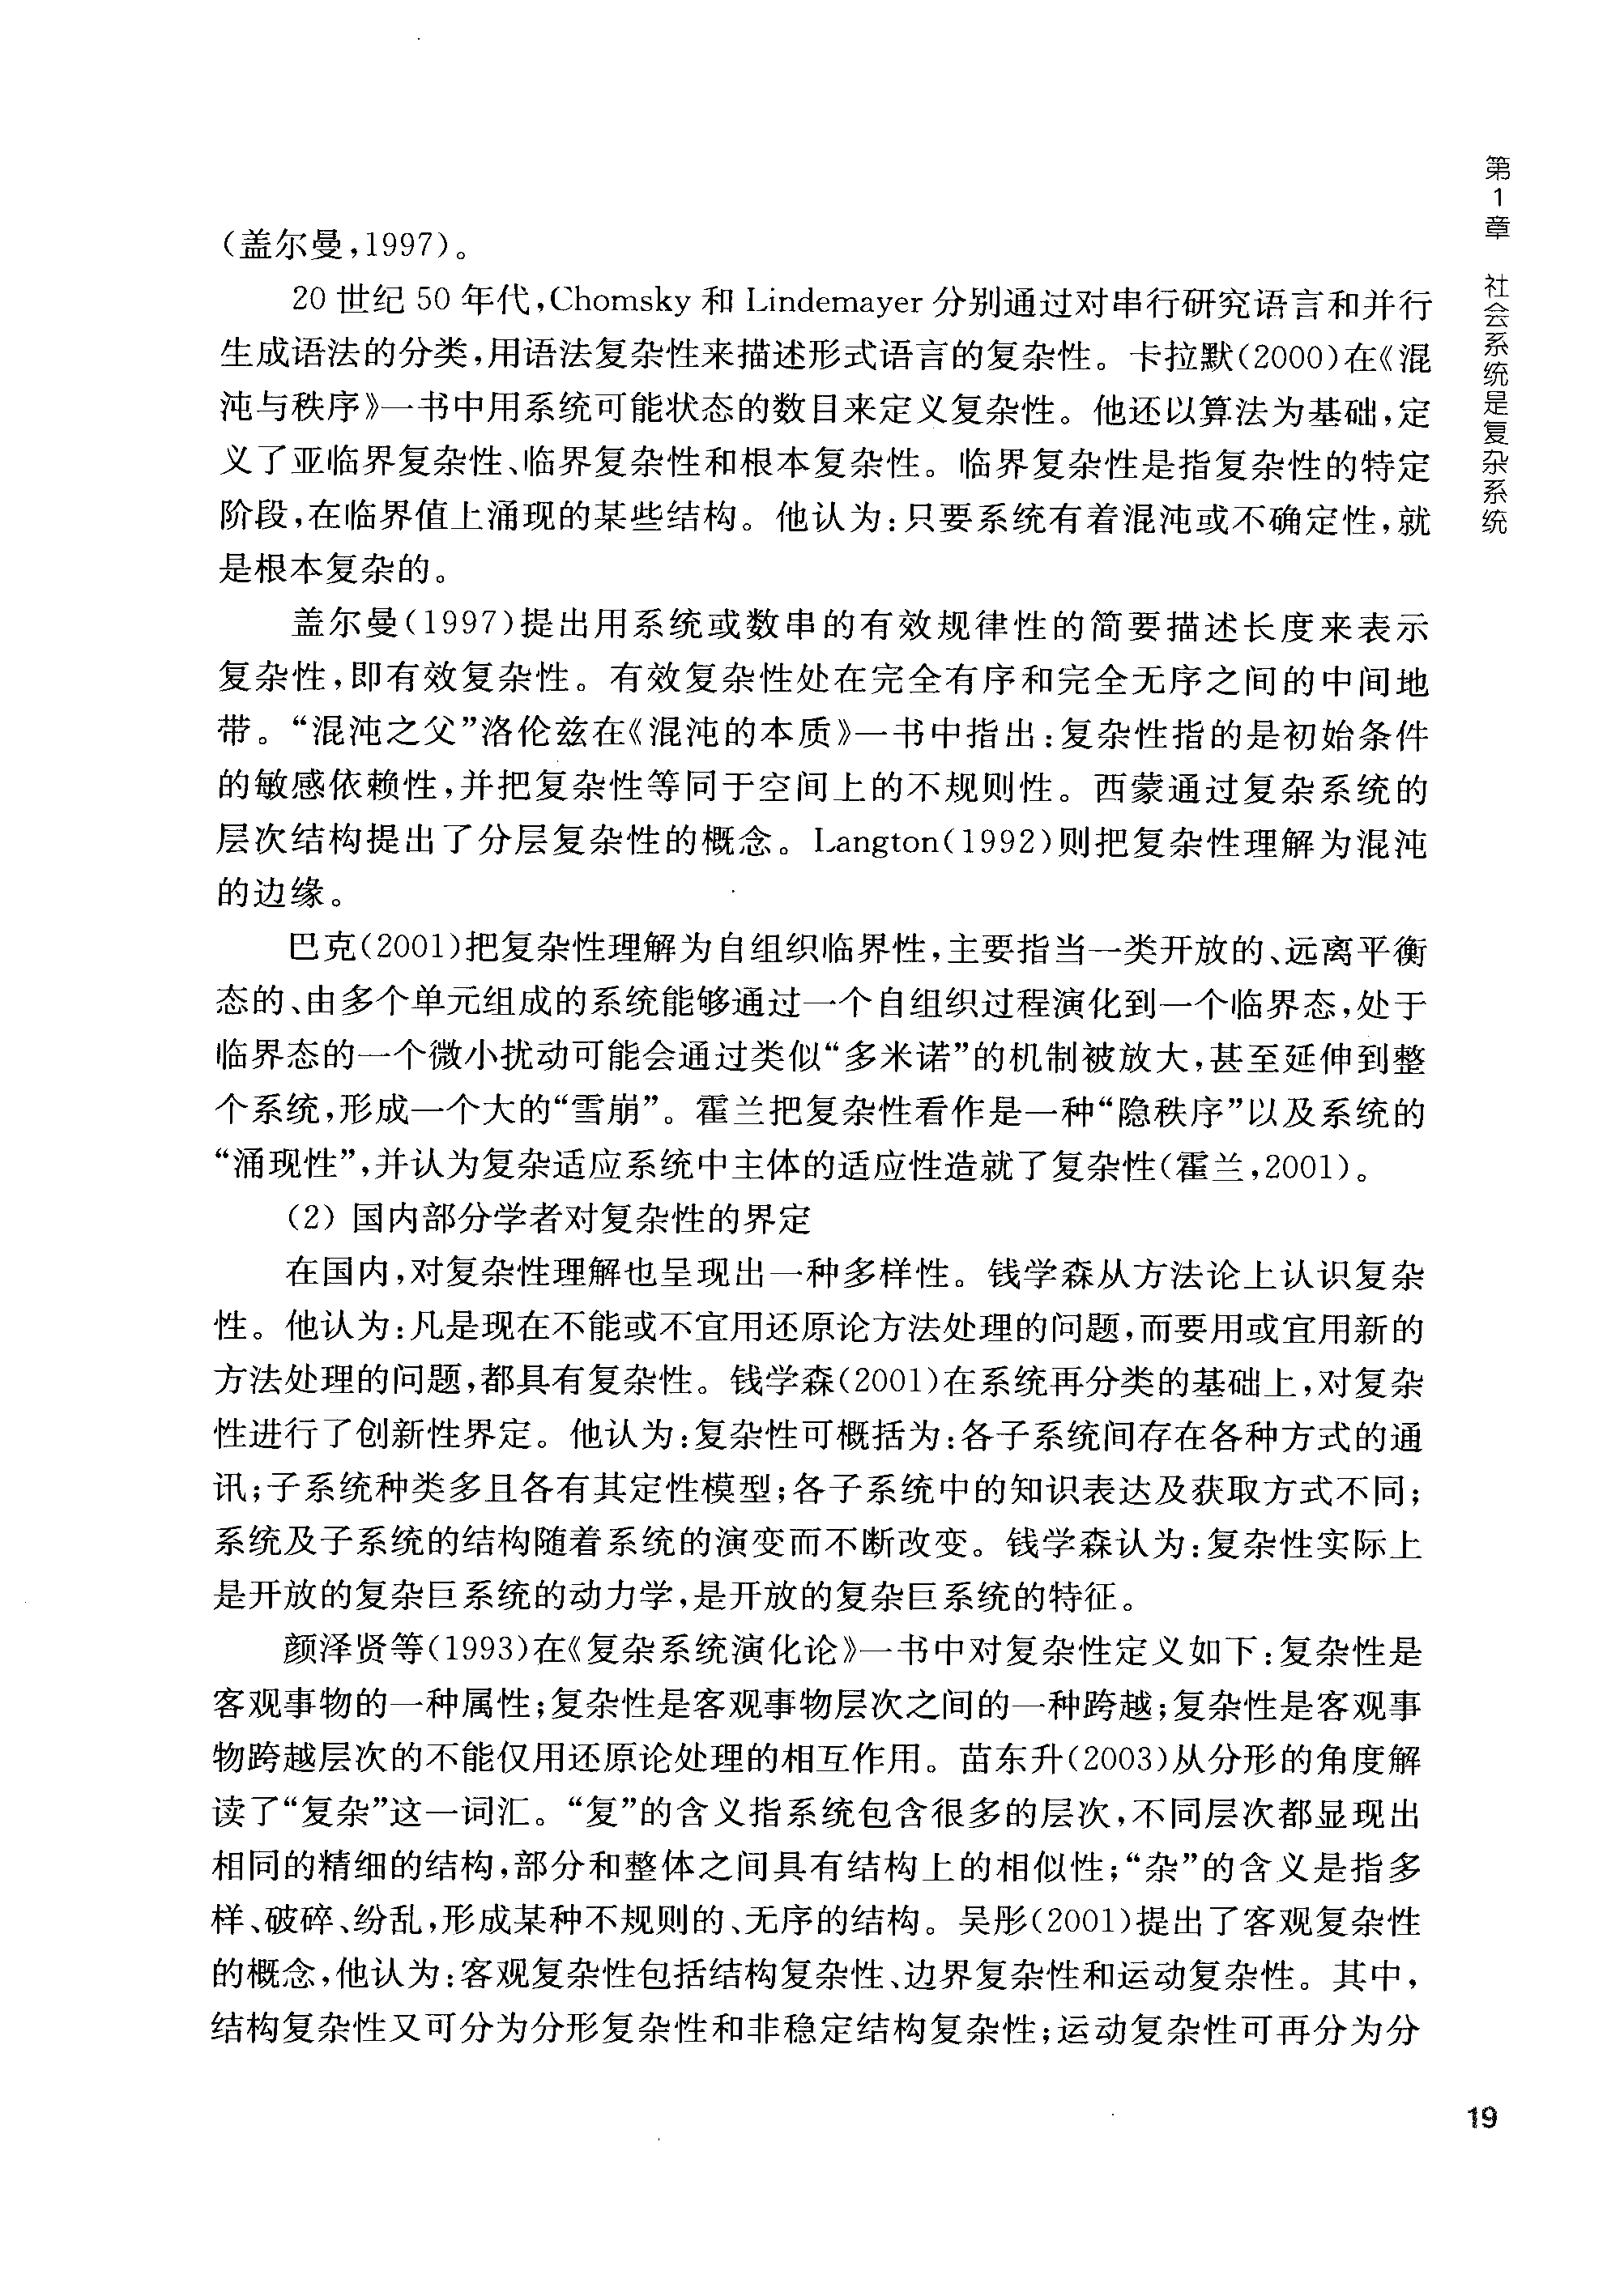 第1章 社会系统是复杂系统
(盖尔曼,1997)。
20 世纪 50 年代,Chomsky 和 Lindemayer 分别通过对串行研究语言和并行
生成语法的分类,用语法复杂性来描述形式语言的复杂性。卡拉默(2000)在《混
沌与秩序》一书中用系统可能状态的数目来定义复杂性。他还以算法为基础,定
义了亚临界复杂性、临界复杂性和根本复杂性。临界复杂性是指复杂性的特定
阶段,在临界值上涌现的某些结构。他认为:只要系统有着混沌或不确定性,就
是根本复杂的。
盖尔曼(1997)提出用系统或数串的有效规律性的简要描述长度来表示
复杂性,即有效复杂性。有效复杂性处在完全有序和完全无序之间的中间地
带。“混沌之父”洛伦兹在《混沌的本质》一书中指出:复杂性指的是初始条件
的敏感依赖性,并把复杂性等同于空间上的不规则性。西蒙通过复杂系统的
层次结构提出了分层复杂性的概念。Langton(1992)则把复杂性理解为混沌
的边缘。
巴克(2001)把复杂性理解为自组织临界性,主要指当一类开放的、远离平衡
态的、由多个单元组成的系统能够通过一个自组织过程演化到一个临界态,处于
临界态的一个微小扰动可能会通过类似“多米诺”的机制被放大,甚至延伸到整
个系统,形成一个大的“雪崩”。霍兰把复杂性看作是一种“隐秩序”以及系统的
“涌现性”,并认为复杂适应系统中主体的适应性造就了复杂性(霍兰,2001)。
(2) 国内部分学者对复杂性的界定
在国内,对复杂性理解也呈现出一种多样性。钱学森从方法论上认识复杂
性。他认为:凡是现在不能或不宜用还原论方法处理的问题,而要用或宜用新的
方法处理的问题,都具有复杂性。钱学森(2001)在系统再分类的基础上,对复杂
性进行了创新性界定。他认为:复杂性可概括为:各子系统间存在各种方式的通
讯;子系统种类多且各有其定性模型;各子系统中的知识表达及获取方式不同;
系统及子系统的结构随着系统的演变而不断改变。钱学森认为:复杂性实际上
是开放的复杂巨系统的动力学,是开放的复杂巨系统的特征。
颜泽贤等(1993)在《复杂系统演化论》一书中对复杂性定义如下:复杂性是
客观事物的一种属性;复杂性是客观事物层次之间的一种跨越;复杂性是客观事
物跨越层次的不能仅用还原论处理的相互作用。苗东升(2003)从分形的角度解
读了“复杂”这一词汇。“复”的含义指系统包含很多的层次,不同层次都显现出
相同的精细的结构,部分和整体之间具有结构上的相似性;“杂”的含义是指多
样、破碎、纷乱,形成某种不规则的、无序的结构。吴彤(2001)提出了客观复杂性
的概念,他认为:客观复杂性包括结构复杂性、边界复杂性和运动复杂性。其中,
结构复杂性又可分为分形复杂性和非稳定结构复杂性;运动复杂性可再分为分
19